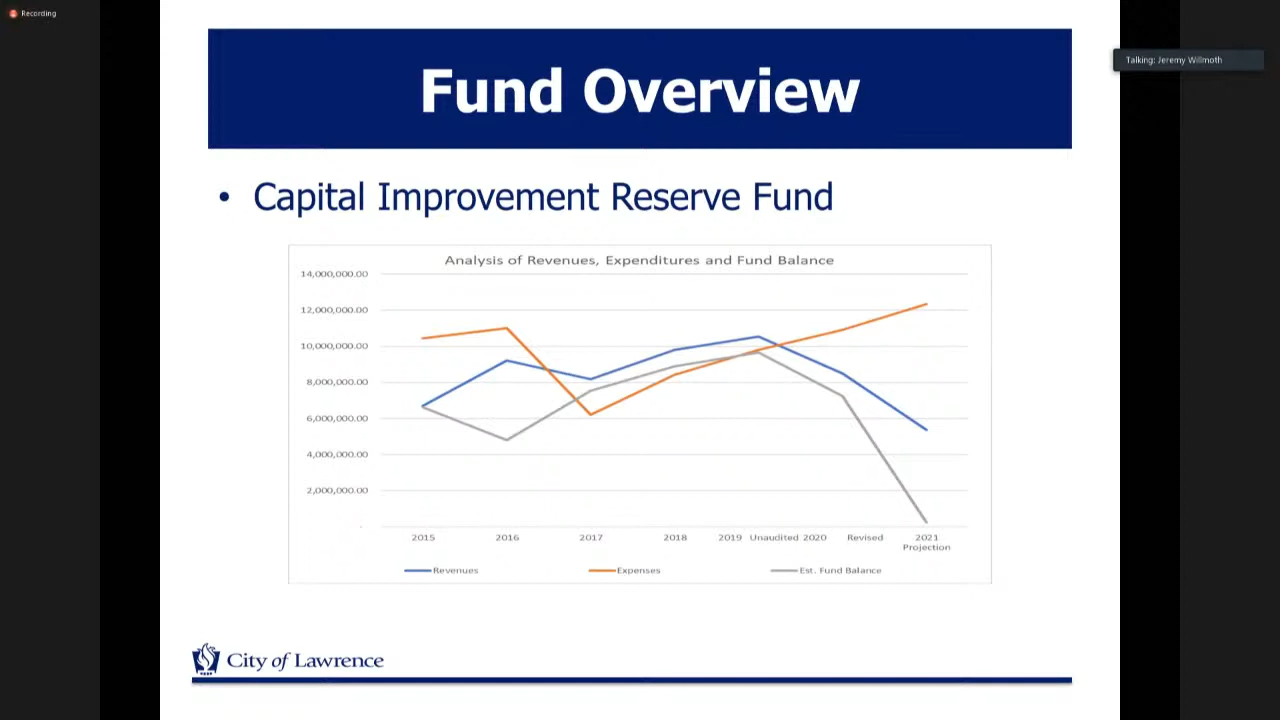 Recording
Talking: Jeremy Willmoth
Fund Overview
• Capital Improvement Reserve Fund
Analysis of Revenues, Expenditures and Fund Balance
14,000,000.00
12,000,000.00
10,000,000.00
8,000,000.00
6,000,000.00
4,000,000.00
2,000,000.00
-
2015 2016 2017 2018 2019 Unaudited 2020 Revised 2021
Projection
Revenues Expenses Est. Fund Balance
City of Lawrence